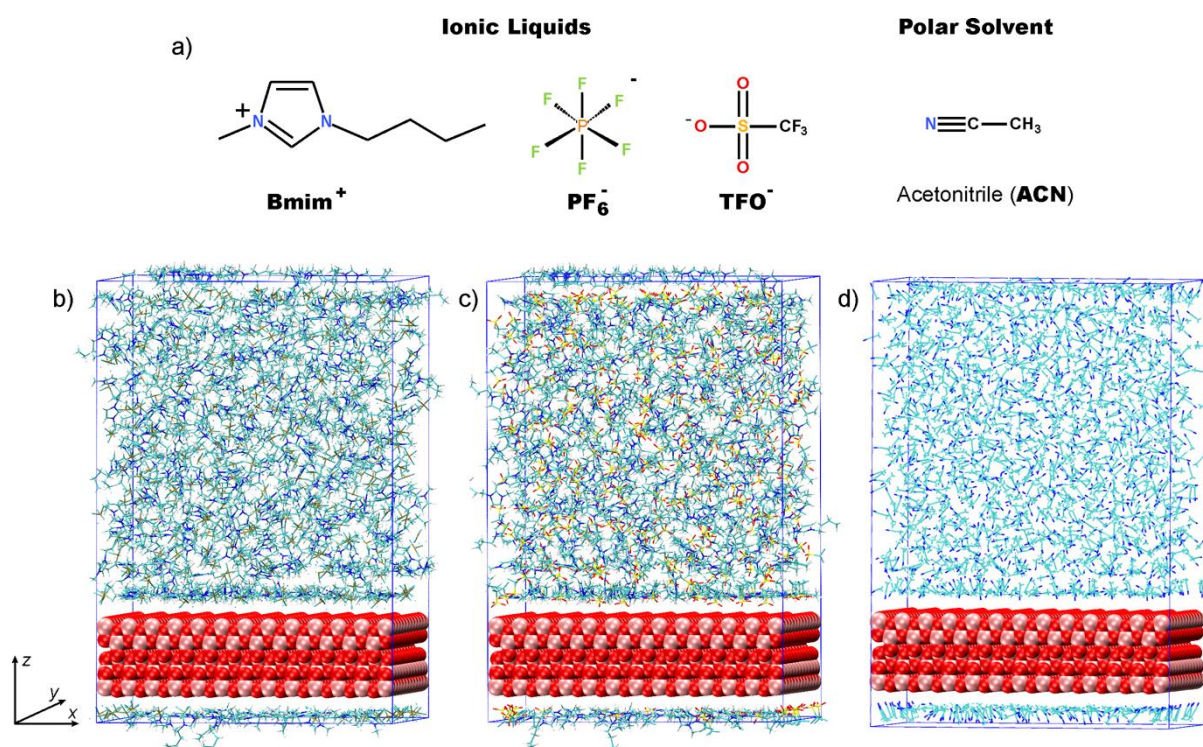 Ionic Liquids Polar Solvent
a)
+ N N
F F F P F F F -
-O S O O CF3
N C CH3
Bmim+ PF6- TFO- Acetonitrile (ACN)
b) c) d)
z
y
x